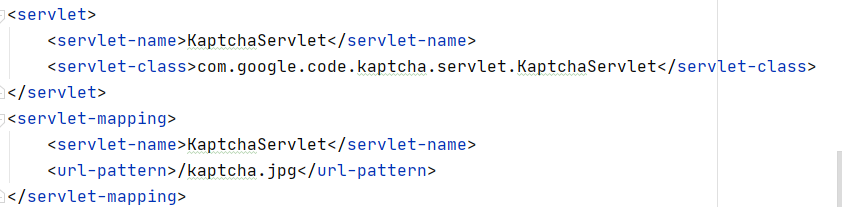 <servlet>
    <servlet-name>KaptchaServlet</servlet-name>
    <servlet-class>com.google.code.kaptcha.servlet.KaptchaServlet</servlet-class>
</servlet>
<servlet-mapping>
    <servlet-name>KaptchaServlet</servlet-name>
    <url-pattern>/kaptcha.jpg</url-pattern>
</servlet-mapping>